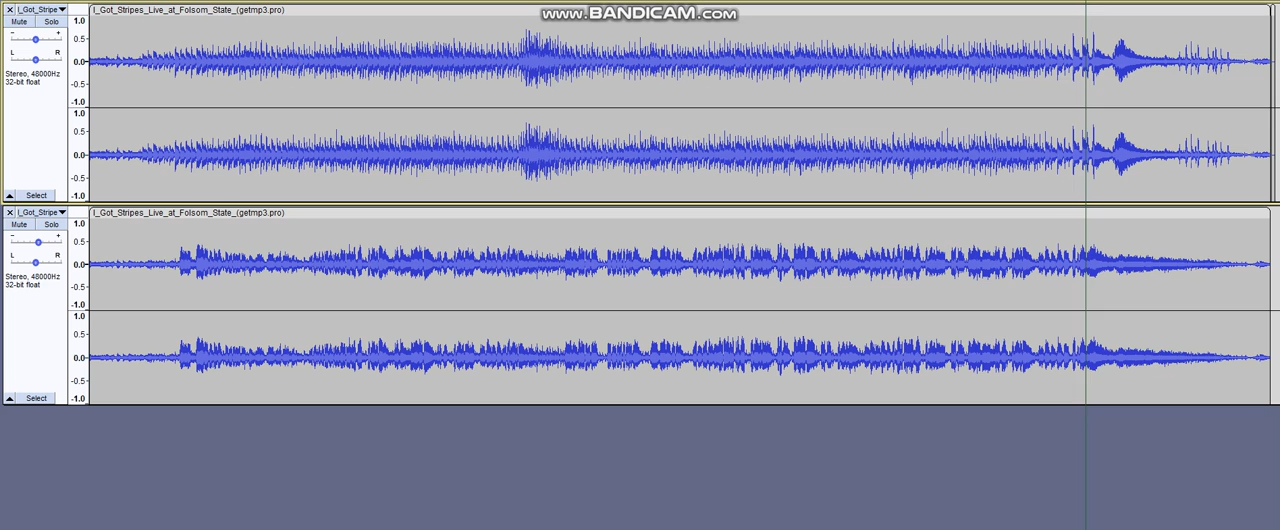 www.BANDICAM.com
× I_Got_Stripe▼ I_Got_Stripes_Live_at_Folsom_State_(getmp3.pro)
Mute Solo
- +
L R
Stereo, 48000Hz
32-bit float
▲ Select
1.0
0.5-
0.0-
-0.5-
-1.0
1.0
0.5-
0.0-
-0.5-
-1.0
× I_Got_Stripe▼ I_Got_Stripes_Live_at_Folsom_State_(getmp3.pro)
Mute Solo
- +
L R
Stereo, 48000Hz
32-bit float
▲ Select
1.0
0.5-
0.0-
-0.5-
-1.0
1.0
0.5-
0.0-
-0.5-
-1.0